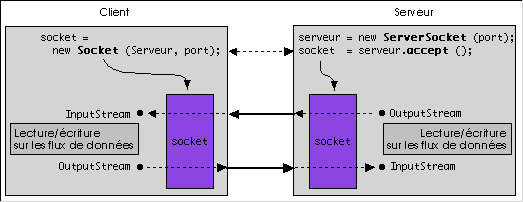 Client
Serveur
socket =
new Socket (Serveur, port);
serveur = new ServerSocket (port);
socket = serveur.accept ();
InputStream
OutputStream
Lecture/écriture
sur les flux de données
socket
socket
Lecture/écriture
sur les flux de données
OutputStream
InputStream